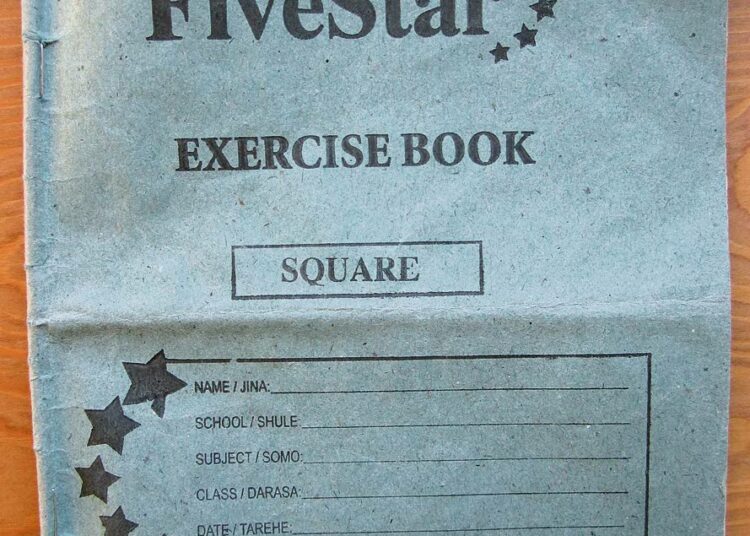 FiveStar
EXERCISE BOOK
SQUARE
NAME / JINA:
SCHOOL / SHULE:
SUBJECT / SOMO:
CLASS / DARASA:
DATE / TAREHE: